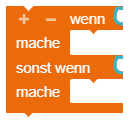 + − wenn
mache
sonst wenn
mache